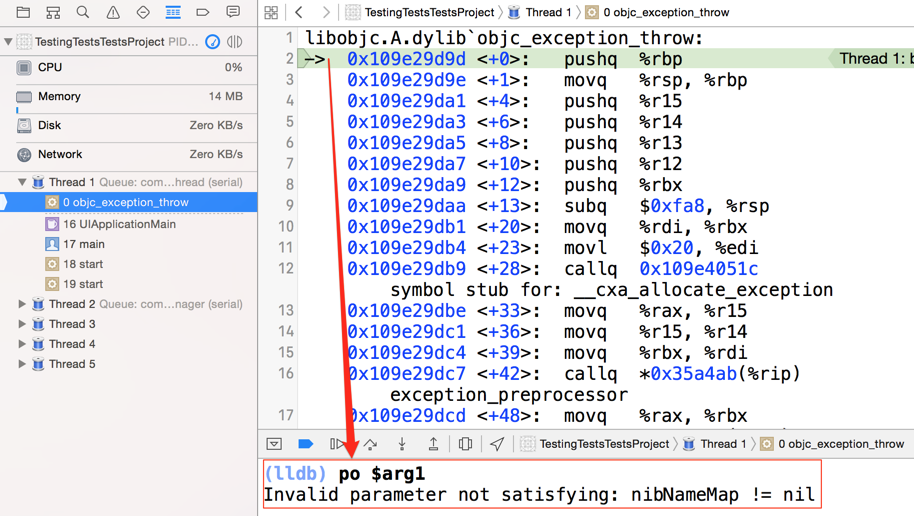 TestingTestsTestsProject 〉 Thread 1 〉 0 objc_exception_throw
TestingTestsTestsProject PID...
CPU 0%
Memory 14 MB
Disk Zero KB/s
Network Zero KB/s
Thread 1 Queue: com...hread (serial)
0 objc_exception_throw
16 UIApplicationMain
17 main
18 start
19 start
Thread 2 Queue: com...nager (serial)
Thread 3
Thread 4
Thread 5
1 libobjc.A.dylib`objc_exception_throw:
2 -> 0x109e29d9d <+0>: pushq %rbp Thread 1: b
3 0x109e29d9e <+1>: movq %rsp, %rbp
4 0x109e29da1 <+4>: pushq %r15
5 0x109e29da3 <+6>: pushq %r14
6 0x109e29da5 <+8>: pushq %r13
7 0x109e29da7 <+10>: pushq %r12
8 0x109e29da9 <+12>: pushq %rbx
9 0x109e29daa <+13>: subq $0xfa8, %rsp
10 0x109e29db1 <+20>: movq %rdi, %rbx
11 0x109e29db4 <+23>: movl $0x20, %edi
12 0x109e29db9 <+28>: callq 0x109e4051c
symbol stub for: __cxa_allocate_exception
13 0x109e29dbe <+33>: movq %rax, %r15
14 0x109e29dc1 <+36>: movq %r15, %r14
15 0x109e29dc4 <+39>: movq %rbx, %rdi
16 0x109e29dc7 <+42>: callq *0x35a4ab(%rip)
exception_preprocessor
17 0x109e29dcd <+48>: movq %rax, %rbx
TestingTestsTestsProject 〉 Thread 1 〉 0 objc_exception_throw
(lldb) po $arg1
Invalid parameter not satisfying: nibNameMap != nil